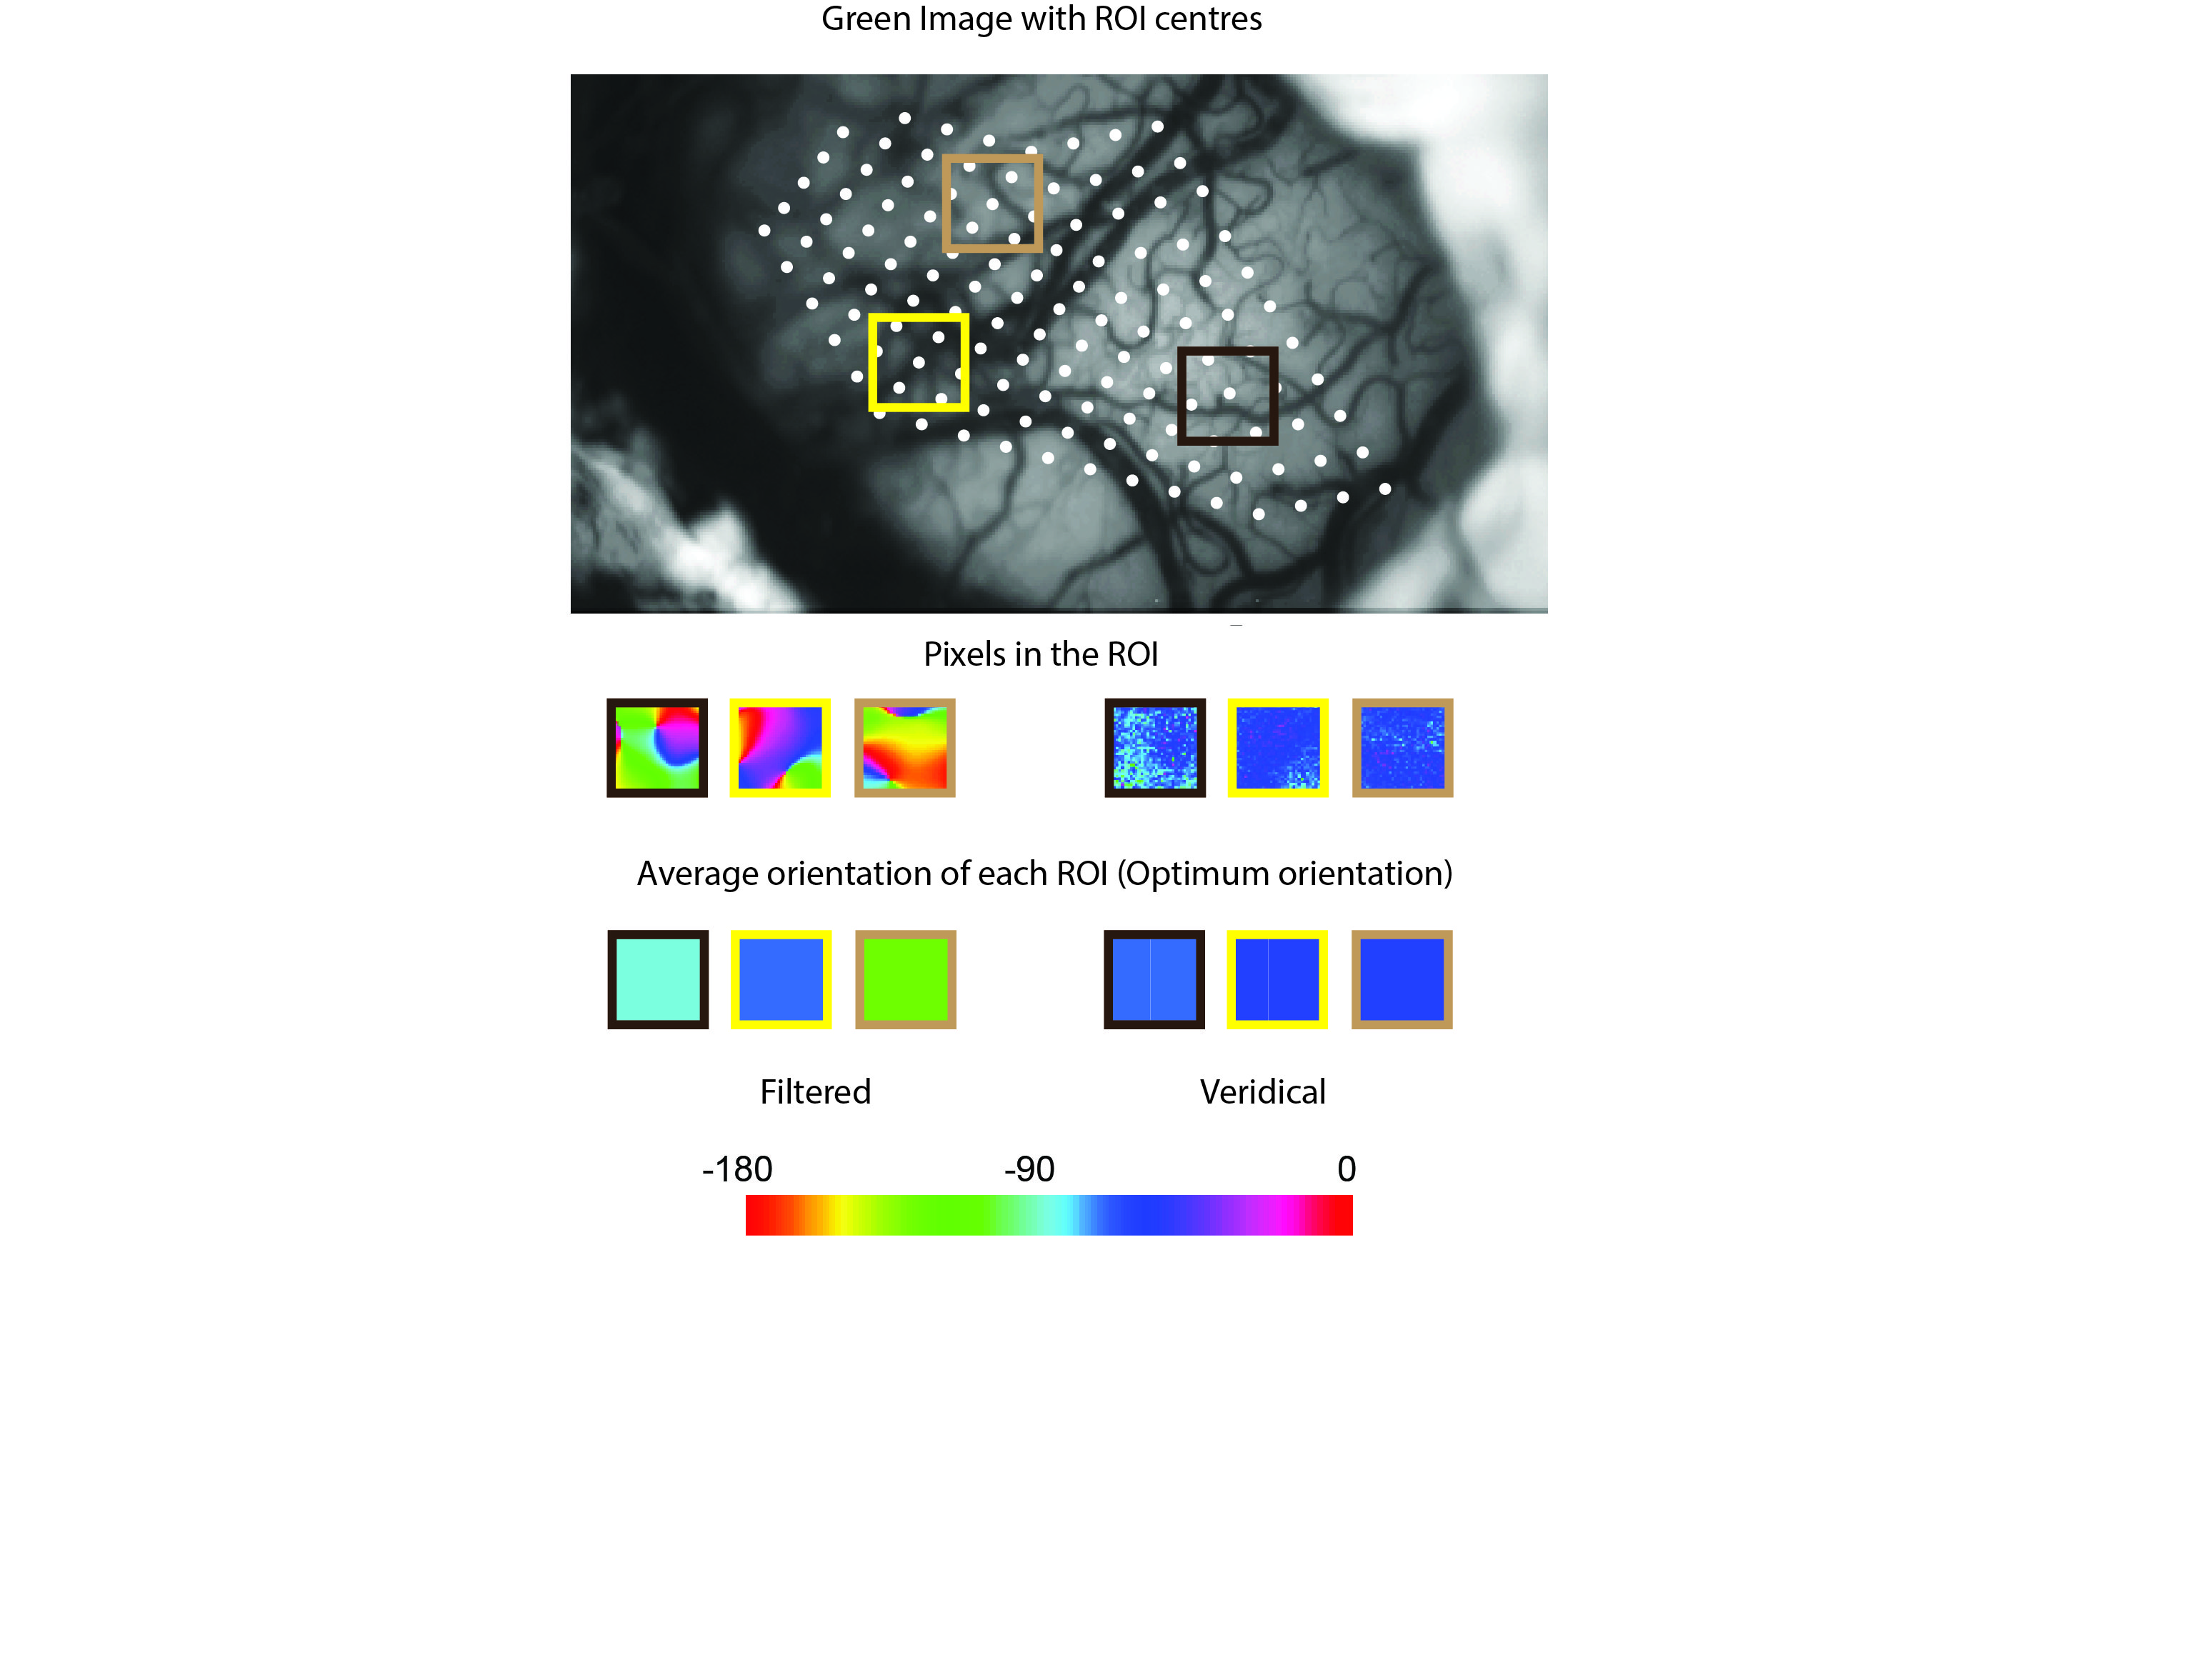 Green Image with ROI centres
Pixels in the ROI
Average orientation of each ROI (Optimum orientation)
Filtered Veridical
-180 -90 0